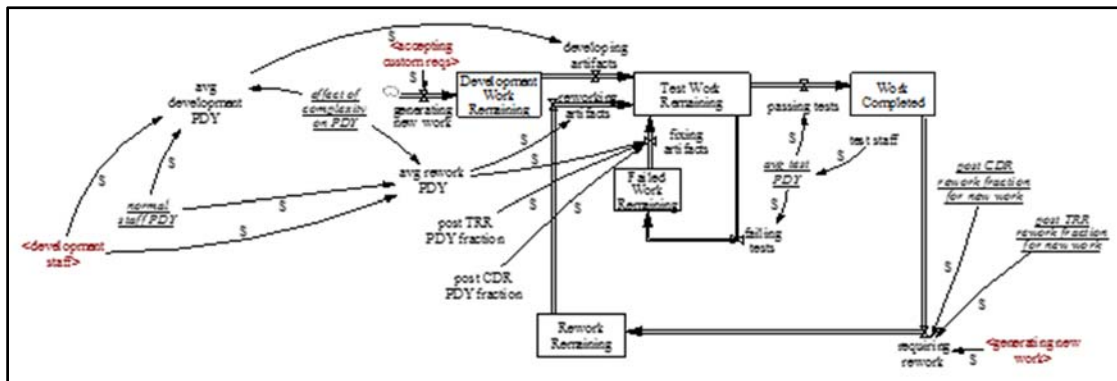 S
<accepting
custom reqs>
S
developing
artifacts
avg
development
PDY
effect of
complexity
on PDY
generating
new work
Development
Work
Remaining
reworking
artifacts
Test Work
Remaining
passing tests
Work
Completed
S
fixing
artifacts
S
test staff
avg test
PDY
S
S
S
avg rework
PDY
S
S
S
Failed
Work
Remaining
S
post CDR
rework fraction
for new work
normal
staff PDY
S
S
post TRR
PDY fraction
S
failing
tests
post TRR
rework fraction
for new work
<development
staff>
S
post CDR
PDY fraction
S
S
Rework
Remaining
requiring
rework
S
<generating new
work>